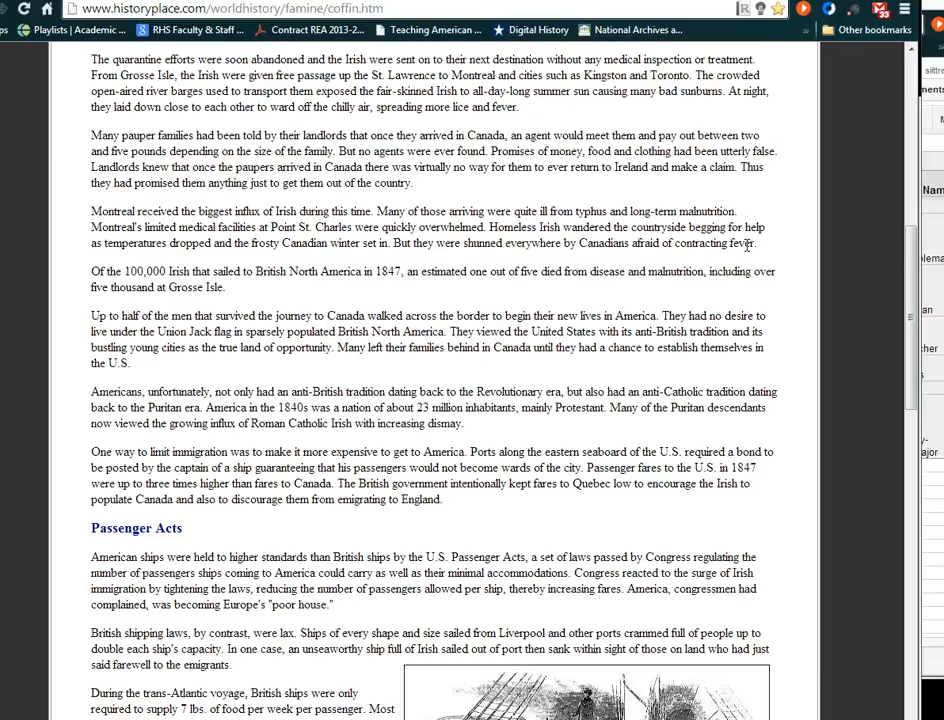 www.historyplace.com/worldhistory/famine/coffin.htm
33
ps Playlists | Academic ... RHS Faculty & Staff ... Contract REA 2013-2... Teaching American ... Digital History National Archives a... » Other bookmarks
The quarantine efforts were soon abandoned and the Irish were sent on to their next destination without any medical inspection or treatment.
From Grosse Isle, the Irish were given free passage up the St. Lawrence to Montreal and cities such as Kingston and Toronto. The crowded
open-aired river barges used to transport them exposed the fair-skinned Irish to all-day-long summer sun causing many bad sunburns. At night,
they laid down close to each other to ward off the chilly air, spreading more lice and fever.
Many pauper families had been told by their landlords that once they arrived in Canada, an agent would meet them and pay out between two
and five pounds depending on the size of the family. But no agents were ever found. Promises of money, food and clothing had been utterly false.
Landlords knew that once the paupers arrived in Canada there was virtually no way for them to ever return to Ireland and make a claim. Thus
they had promised them anything just to get them out of the country.
Montreal received the biggest influx of Irish during this time. Many of those arriving were quite ill from typhus and long-term malnutrition.
Montreal's limited medical facilities at Point St. Charles were quickly overwhelmed. Homeless Irish wandered the countryside begging for help
as temperatures dropped and the frosty Canadian winter set in. But they were shunned everywhere by Canadians afraid of contracting fever.
Of the 100,000 Irish that sailed to British North America in 1847, an estimated one out of five died from disease and malnutrition, including over
five thousand at Grosse Isle.
Up to half of the men that survived the journey to Canada walked across the border to begin their new lives in America. They had no desire to
live under the Union Jack flag in sparsely populated British North America. They viewed the United States with its anti-British tradition and its
bustling young cities as the true land of opportunity. Many left their families behind in Canada until they had a chance to establish themselves in
the U.S.
Americans, unfortunately, not only had an anti-British tradition dating back to the Revolutionary era, but also had an anti-Catholic tradition dating
back to the Puritan era. America in the 1840s was a nation of about 23 million inhabitants, mainly Protestant. Many of the Puritan descendants
now viewed the growing influx of Roman Catholic Irish with increasing dismay.
One way to limit immigration was to make it more expensive to get to America. Ports along the eastern seaboard of the U.S. required a bond to
be posted by the captain of a ship guaranteeing that his passengers would not become wards of the city. Passenger fares to the U.S. in 1847
were up to three times higher than fares to Canada. The British government intentionally kept fares to Quebec low to encourage the Irish to
populate Canada and also to discourage them from emigrating to England.
Passenger Acts
American ships were held to higher standards than British ships by the U.S. Passenger Acts, a set of laws passed by Congress regulating the
number of passengers ships coming to America could carry as well as their minimal accommodations. Congress reacted to the surge of Irish
immigration by tightening the laws, reducing the number of passengers allowed per ship, thereby increasing fares. America, congressmen had
complained, was becoming Europe's "poor house."
British shipping laws, by contrast, were lax. Ships of every shape and size sailed from Liverpool and other ports crammed full of people up to
double each ship's capacity. In one case, an unseaworthy ship full of Irish sailed out of port then sank within sight of those on land who had just
said farewell to the emigrants.
During the trans-Atlantic voyage, British ships were only
required to supply 7 lbs. of food per week per passenger. Most
slittre
ments
Nam
lema
an
cher
y-
ajor